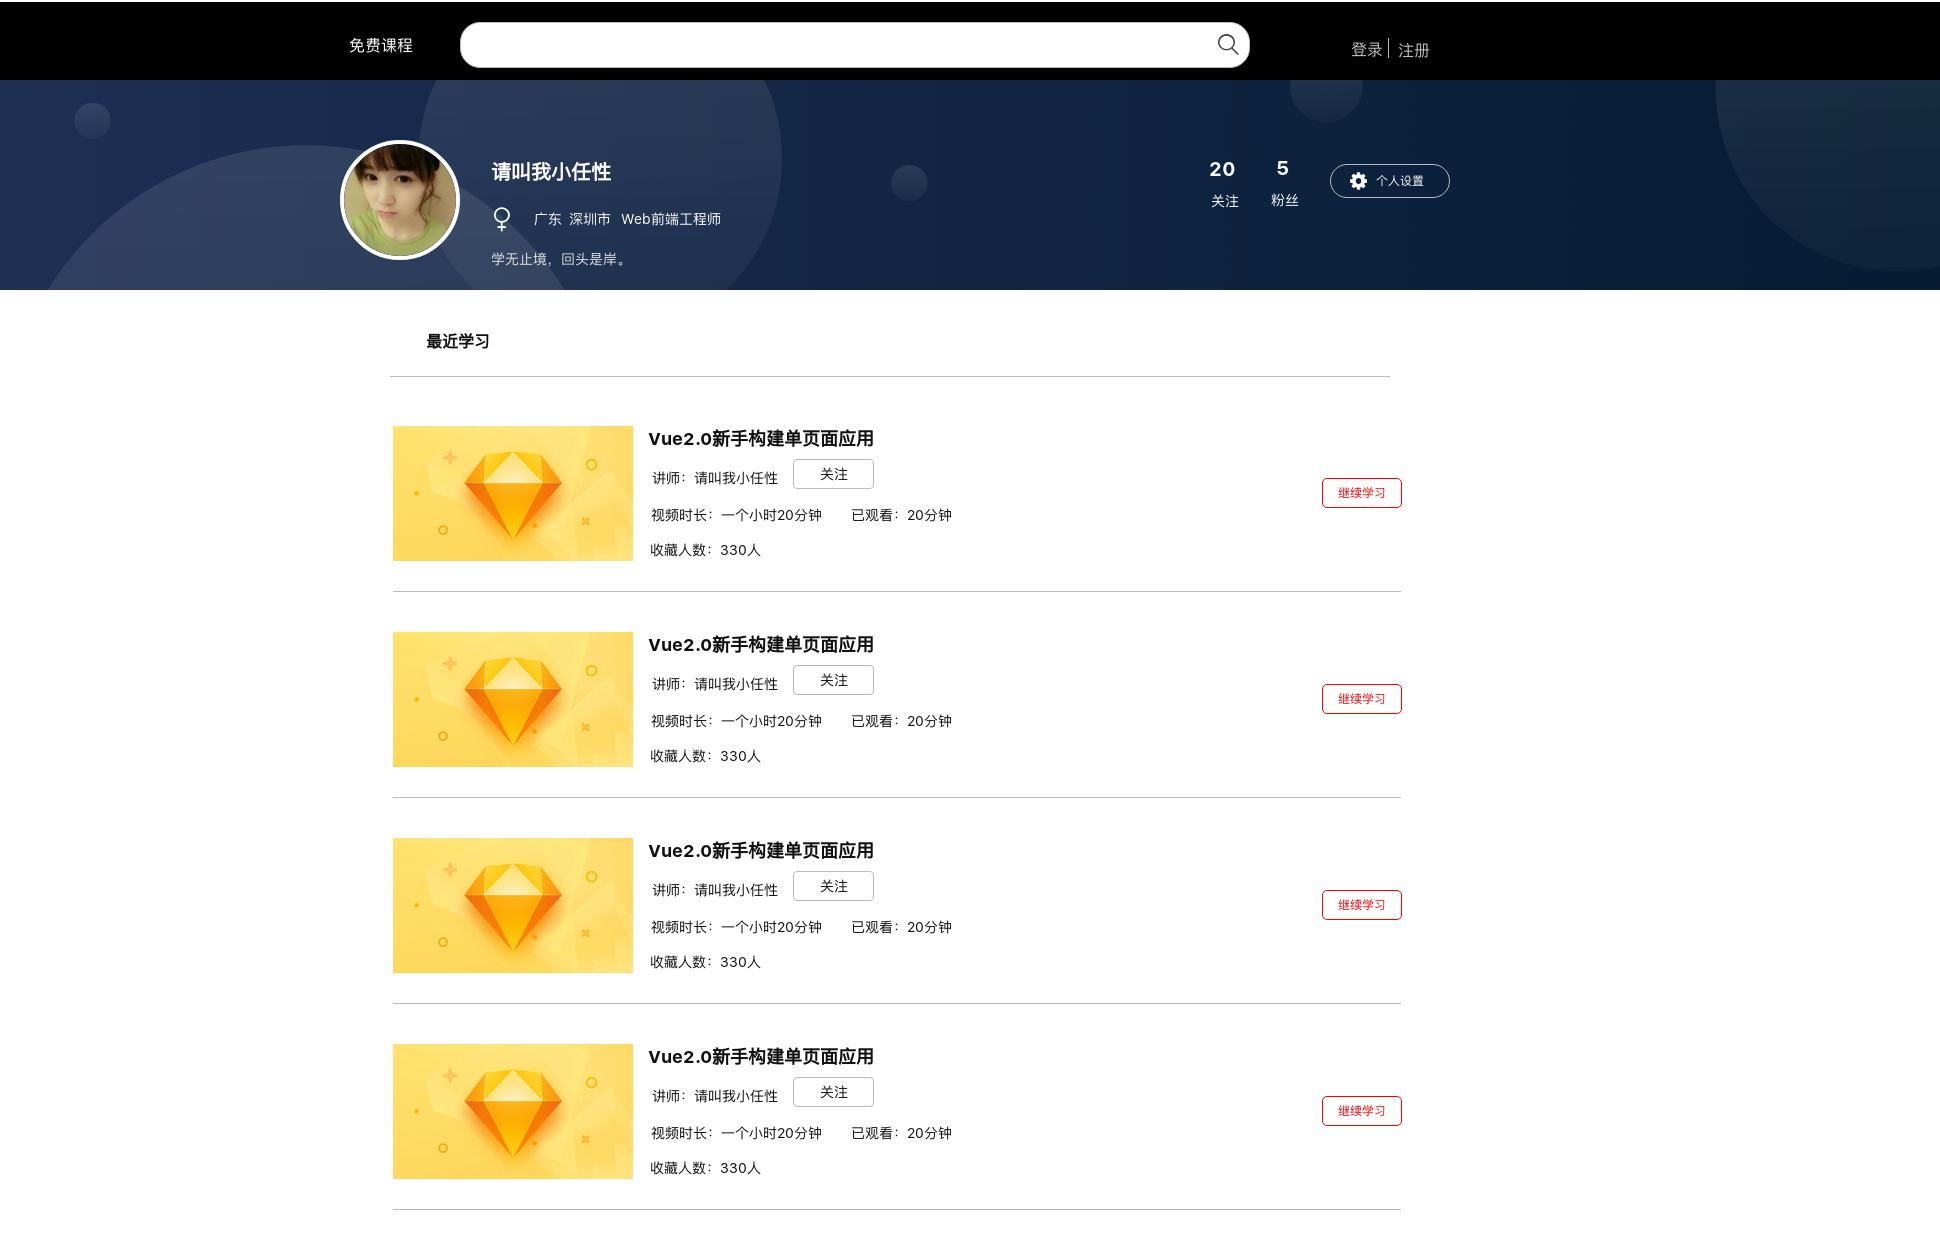 免费课程
登录 | 注册
请叫我小任性
广东 深圳市 Web前端工程师
学无止境，回头是岸。
20 5
关注 粉丝
个人设置
最近学习
Vue2.0新手构建单页面应用
讲师：请叫我小任性 关注
视频时长：一个小时20分钟 已观看：20分钟
收藏人数：330人
继续学习
Vue2.0新手构建单页面应用
讲师：请叫我小任性 关注
视频时长：一个小时20分钟 已观看：20分钟
收藏人数：330人
继续学习
Vue2.0新手构建单页面应用
讲师：请叫我小任性 关注
视频时长：一个小时20分钟 已观看：20分钟
收藏人数：330人
继续学习
Vue2.0新手构建单页面应用
讲师：请叫我小任性 关注
视频时长：一个小时20分钟 已观看：20分钟
收藏人数：330人
继续学习